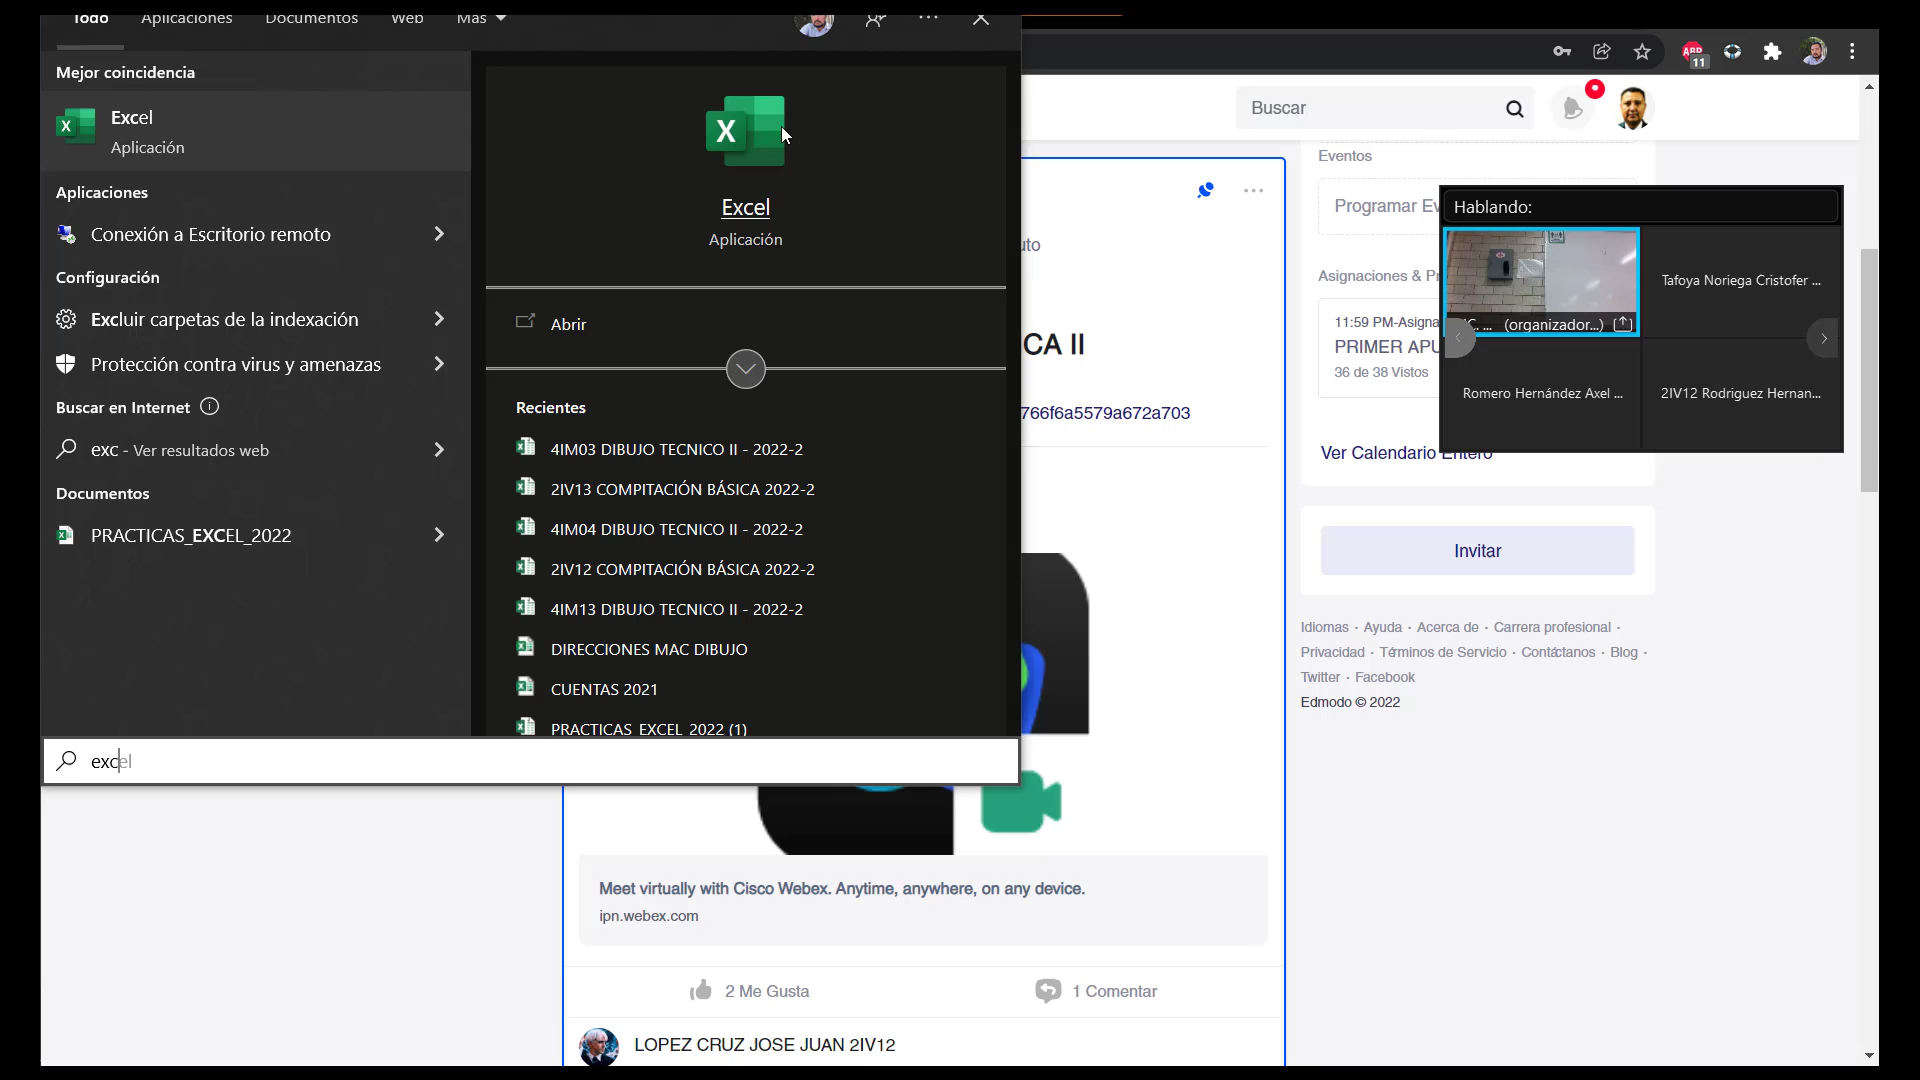 Todo Aplicaciones Documentos Web Más
Mejor coincidencia
Excel
Aplicación
Aplicaciones
Conexión a Escritorio remoto
Configuración
Excluir carpetas de la indexación
Protección contra virus y amenazas
Buscar en Internet
exc - Ver resultados web
Documentos
PRACTICAS_EXCEL_2022
Excel
Aplicación
Abrir
Recientes
4IM03 DIBUJO TECNICO II - 2022-2
2IV13 COMPITACIÓN BÁSICA 2022-2
4IM04 DIBUJO TECNICO II - 2022-2
2IV12 COMPITACIÓN BÁSICA 2022-2
4IM13 DIBUJO TECNICO II - 2022-2
DIRECCIONES MAC DIBUJO
CUENTAS 2021
PRACTICAS_EXCEL_2022 (1)
excel
ABP
11
Buscar
uto
CA II
766f6a5579a672a703
Meet virtually with Cisco Webex. Anytime, anywhere, on any device.
ipn.webex.com
2 Me Gusta
1 Comentar
LOPEZ CRUZ JOSE JUAN 2IV12
Eventos
Programar Ev
Asignaciones & Pr
11:59 PM-Asigna
PRIMER APU
36 de 38 Vistos
Ver Calendario Entero
Invitar
Idiomas · Ayuda · Acerca de · Carrera profesional ·
Privacidad · Términos de Servicio · Contáctanos · Blog ·
Twitter · Facebook
Edmodo © 2022
Hablando:
C. ... (organizador...)
Tafoya Noriega Cristofer ...
Romero Hernández Axel ...
2IV12 Rodriguez Hernan...